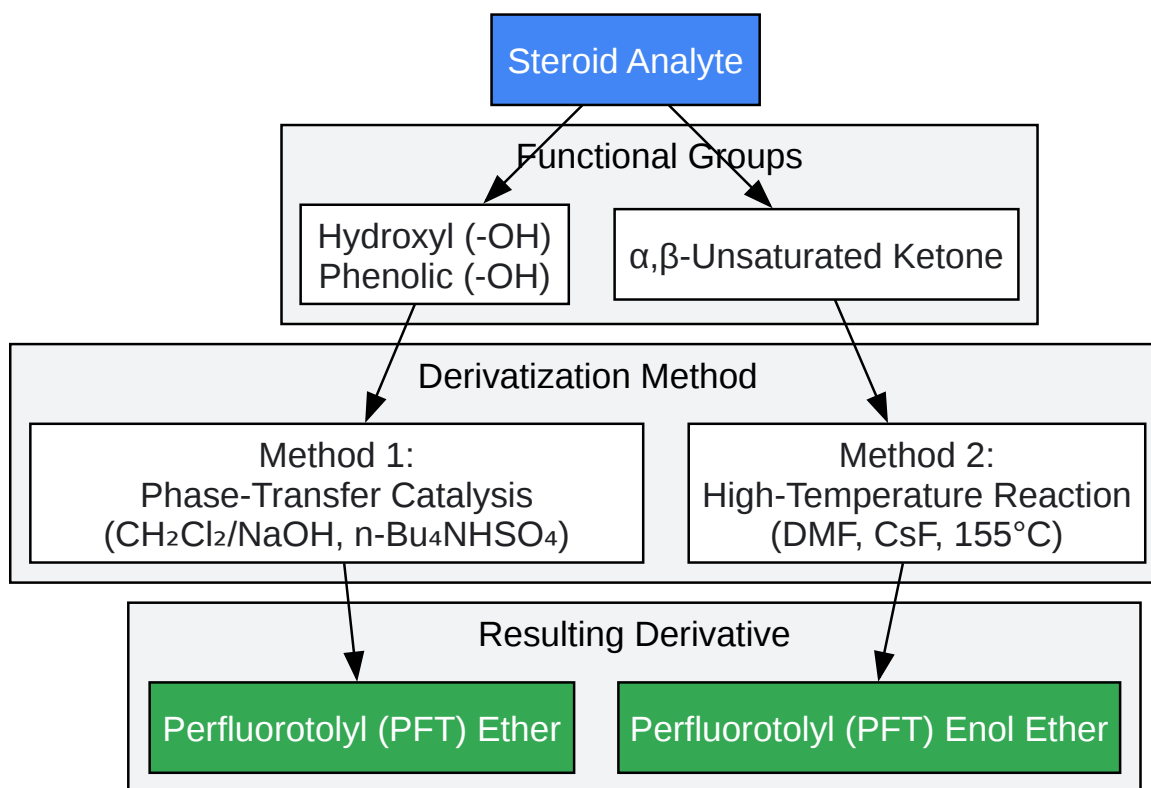 Steroid Analyte
Functional Groups
Hydroxyl (-OH)
Phenolic (-OH)
α,β-Unsaturated Ketone
Derivatization Method
Method 1:
Phase-Transfer Catalysis
(CH₂Cl₂/NaOH, n-Bu₄NHSO₄)
Method 2:
High-Temperature Reaction
(DMF, CsF, 155°C)
Resulting Derivative
Perfluorotolyl (PFT) Ether
Perfluorotolyl (PFT) Enol Ether